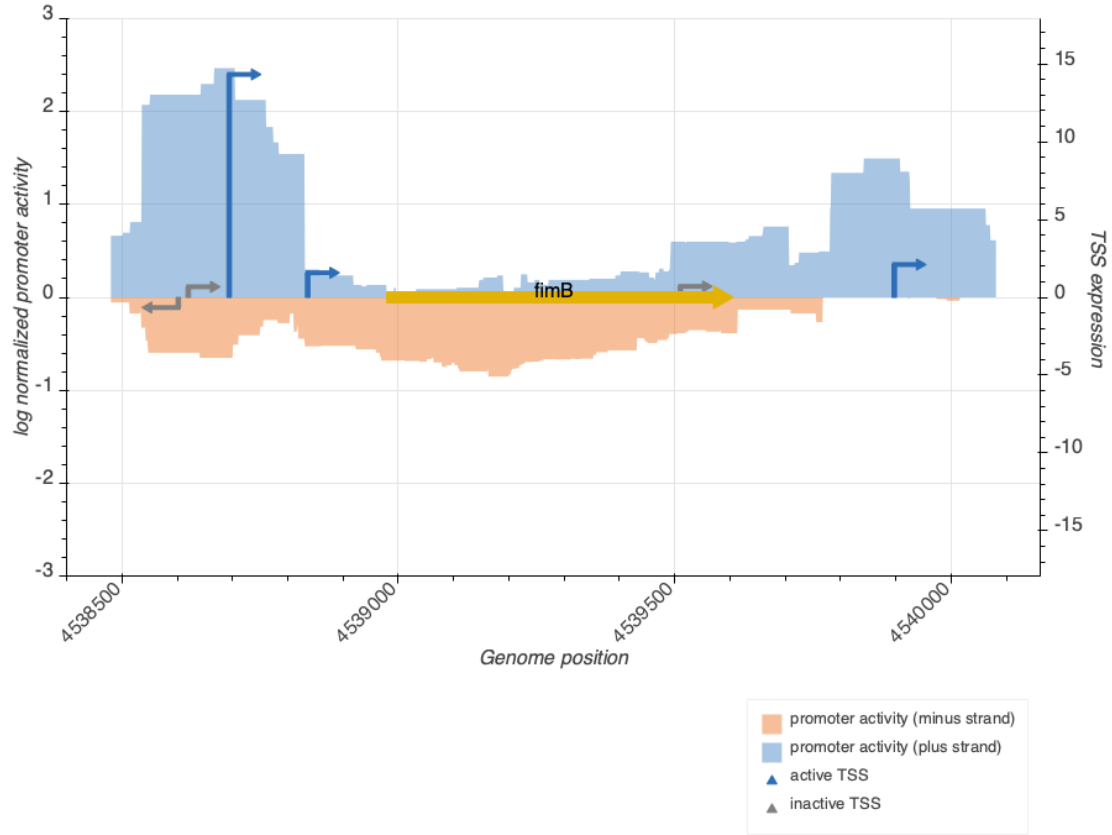 3
2
1
0
-1
-2
-3
log normalized promoter activity
15
10
5
0
-5
-10
-15
TSS expression
fimB
4538500
4539000
4539500
4540000
Genome position
promoter activity (minus strand)
promoter activity (plus strand)
active TSS
inactive TSS